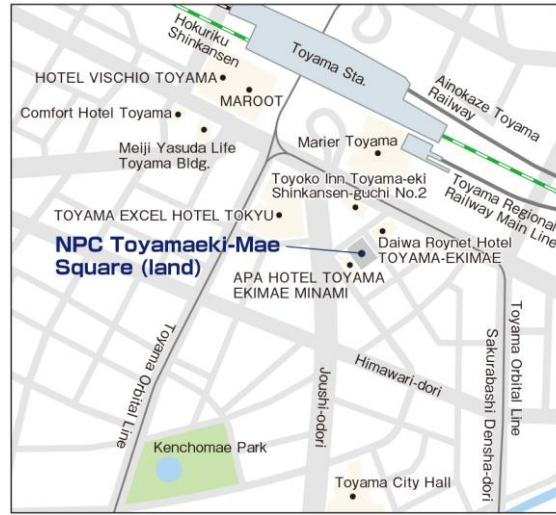 Hokuriku
Shinkansen
Toyama Sta.
HOTEL VISCHIO TOYAMA
MAROOT
Ainokaze Toyama
Railway
Comfort Hotel Toyama
Meiji Yasuda Life
Toyama Bldg.
Marier Toyama
Toyoko Inn Toyama-eki
Shinkansen-guchi No.2
Toyama Regional
Railway Main Line
TOYAMA EXCEL HOTEL TOKYU
NPC Toyamaeki-Mae
Square (land)
Daiwa Roynet Hotel
TOYAMA-EKIMAE
APA HOTEL TOYAMA
EKIMAE MINAMI
Toyama Orbital Line
Himawari-dori
Joushi-odori
Toyama Orbital Line
Sakurabashi Densha-dori
Kenchomae Park
Toyama City Hall